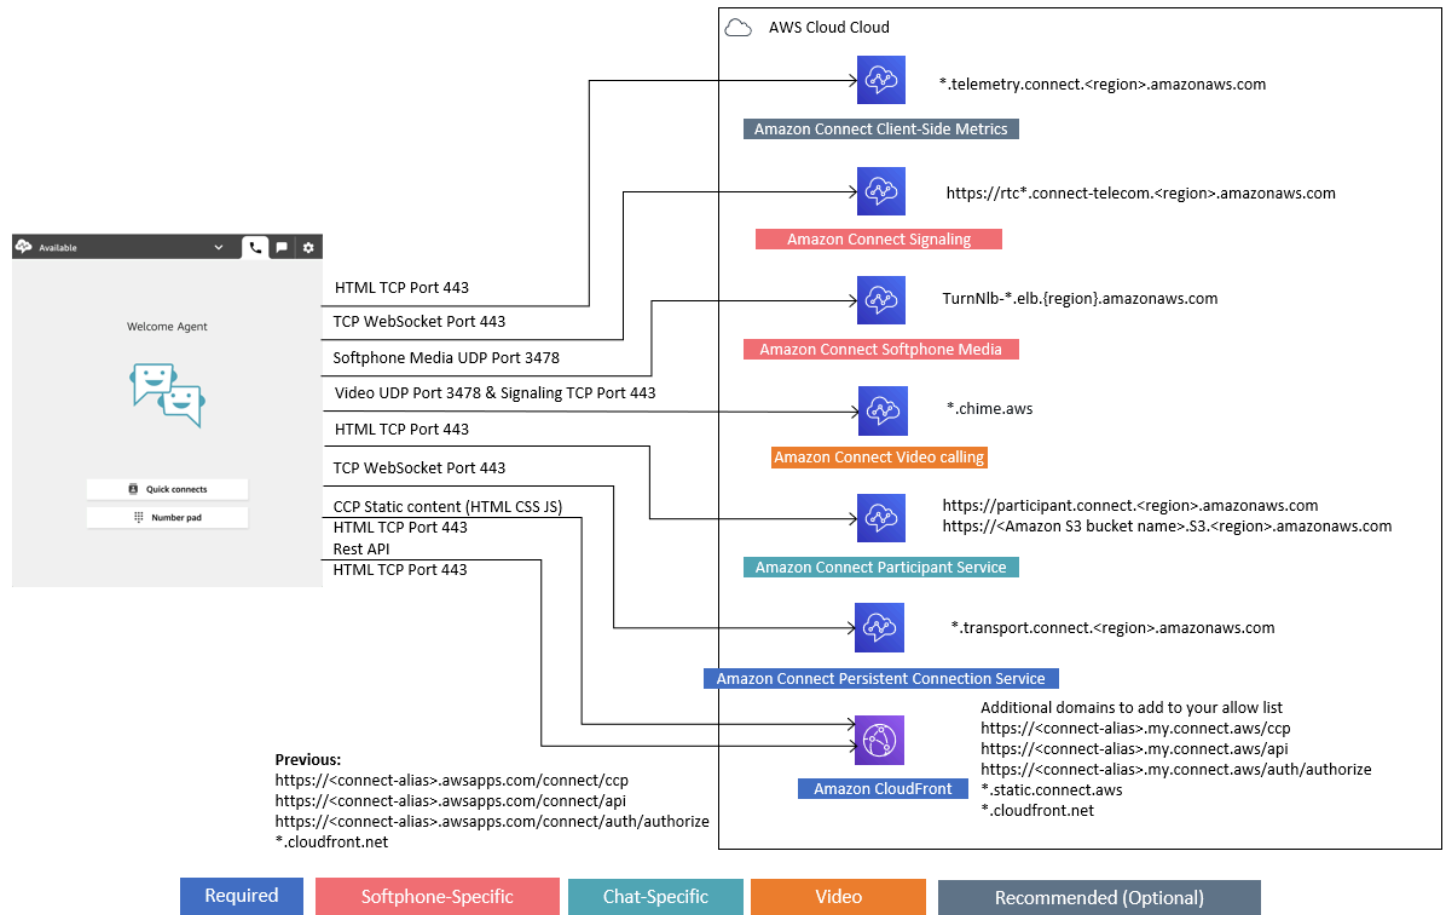 AWS Cloud Cloud
*.telemetry.connect.<region>.amazonaws.com
Amazon Connect Client-Side Metrics
https://rtc*.connect-telecom.<region>.amazonaws.com
Amazon Connect Signaling
TurnNlb-*.elb.{region}.amazonaws.com
Amazon Connect Softphone Media
*.chime.aws
Amazon Connect Video calling
https://participant.connect.<region>.amazonaws.com
https://<Amazon S3 bucket name>.S3.<region>.amazonaws.com
Amazon Connect Participant Service
*.transport.connect.<region>.amazonaws.com
Amazon Connect Persistent Connection Service
Additional domains to add to your allow list
https://<connect-alias>.my.connect.aws/ccp
https://<connect-alias>.my.connect.aws/api
https://<connect-alias>.my.connect.aws/auth/authorize
*.static.connect.aws
*.cloudfront.net
Amazon CloudFront
Available
Welcome Agent
Quick connects
Number pad
HTML TCP Port 443
TCP WebSocket Port 443
Softphone Media UDP Port 3478
Video UDP Port 3478 & Signaling TCP Port 443
HTML TCP Port 443
TCP WebSocket Port 443
CCP Static content (HTML CSS JS)
HTML TCP Port 443
Rest API
HTML TCP Port 443
Previous:
https://<connect-alias>.awsapps.com/connect/ccp
https://<connect-alias>.awsapps.com/connect/api
https://<connect-alias>.awsapps.com/connect/auth/authorize
*.cloudfront.net
Required
Softphone-Specific
Chat-Specific
Video
Recommended (Optional)